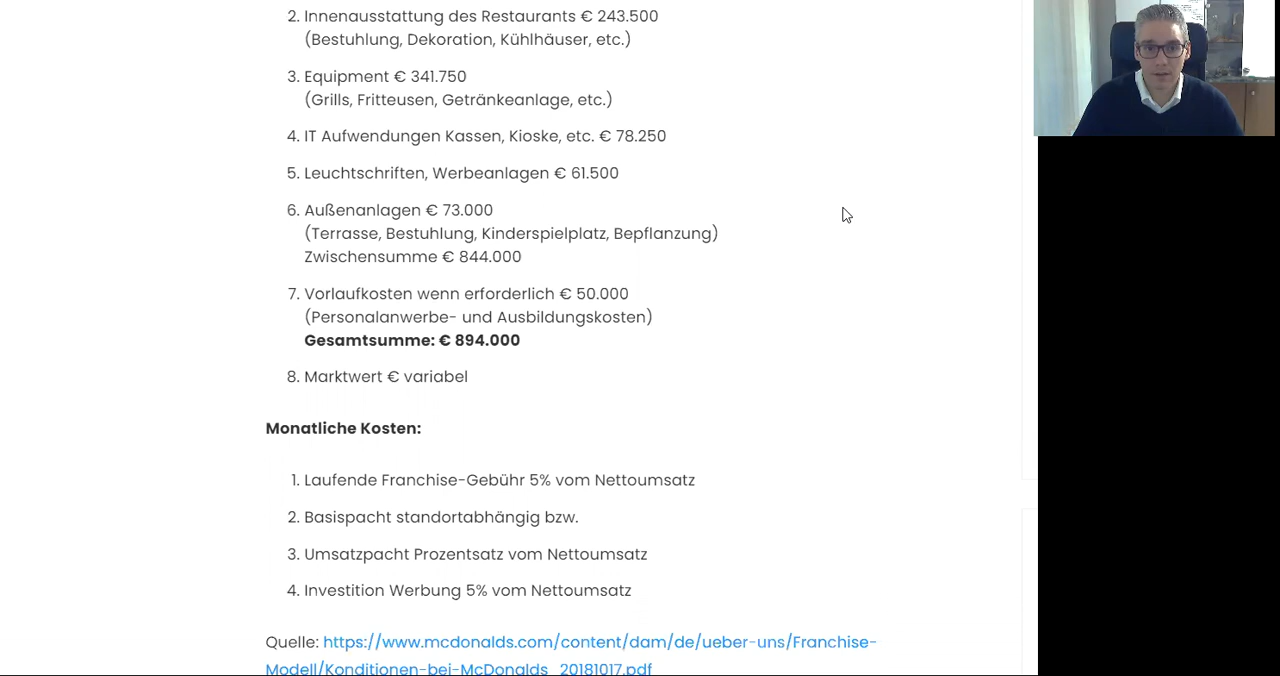 2. Innenausstattung des Restaurants € 243.500
(Bestuhlung, Dekoration, Kühlhäuser, etc.)
3. Equipment € 341.750
(Grills, Fritteusen, Getränkeanlage, etc.)
4. IT Aufwendungen Kassen, Kioske, etc. € 78.250
5. Leuchtschriften, Werbeanlagen € 61.500
6. Außenanlagen € 73.000
(Terrasse, Bestuhlung, Kinderspielplatz, Bepflanzung)
Zwischensumme € 844.000
7. Vorlaufkosten wenn erforderlich € 50.000
(Personalanwerbe- und Ausbildungskosten)
Gesamtsumme: € 894.000
8. Marktwert € variabel
Monatliche Kosten:
1. Laufende Franchise-Gebühr 5% vom Nettoumsatz
2. Basispacht standortabhängig bzw.
3. Umsatzpacht Prozentsatz vom Nettoumsatz
4. Investition Werbung 5% vom Nettoumsatz
Quelle: https://www.mcdonalds.com/content/dam/de/ueber-uns/Franchise-
Modell/Konditionen-bei-McDonalds_20181017.pdf